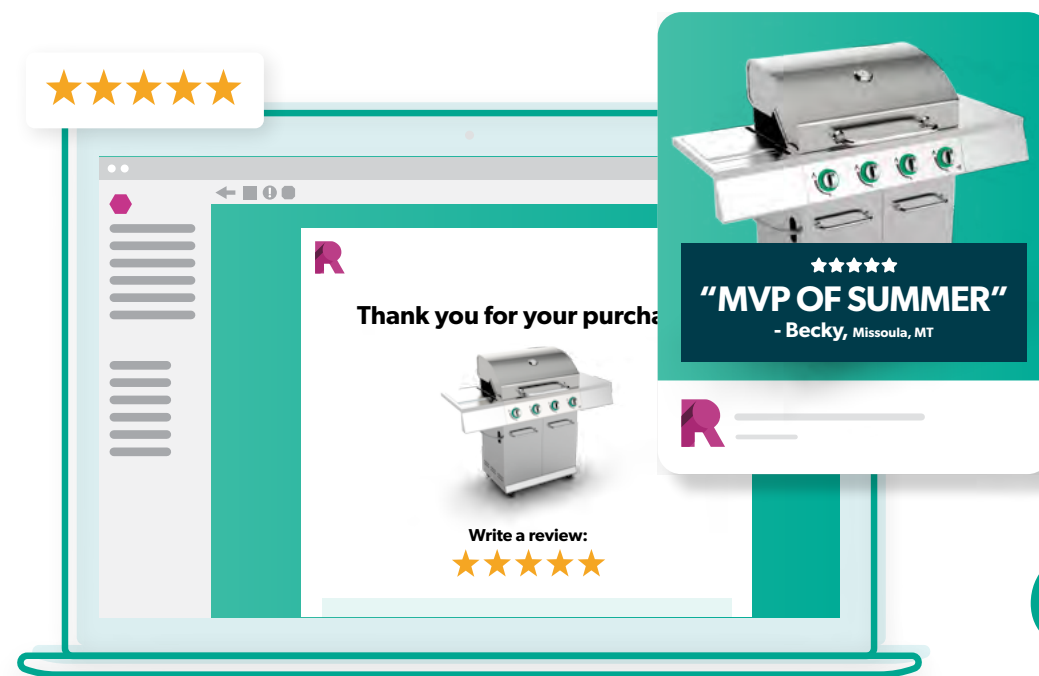 Thank you for your purcha
Write a review:
“MVP OF SUMMER”
- Becky, Missoula, MT